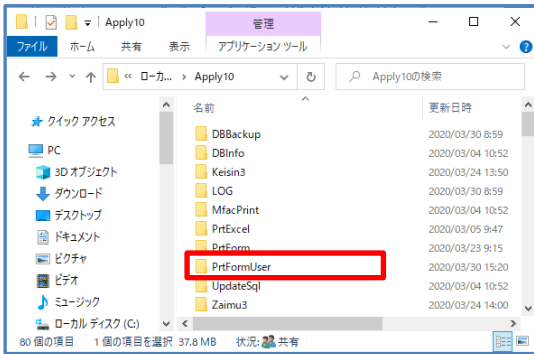 Apply10
管理
ファイル ホーム 共有 表示 アプリケーション ツール
« ローカ... › Apply10
Apply10の検索
名前 更新日時
クイック アクセス
PC
3D オブジェクト
ダウンロード
デスクトップ
ドキュメント
ピクチャ
ビデオ
ミュージック
ローカル ディスク (C:)
DBBackup 2020/03/30 8:59
DBInfo 2020/03/04 10:52
Keisin3 2020/03/24 13:50
LOG 2020/03/30 8:59
MfacPrint 2020/03/04 10:52
PrtExcel 2020/03/05 9:47
PrtForm 2020/03/23 9:15
PrtFormUser 2020/03/30 15:20
UpdateSql 2020/03/04 10:52
Zaimu3 2020/03/24 14:00
80 個の項目 1 個の項目を選択 37.8 MB 状況: 共有